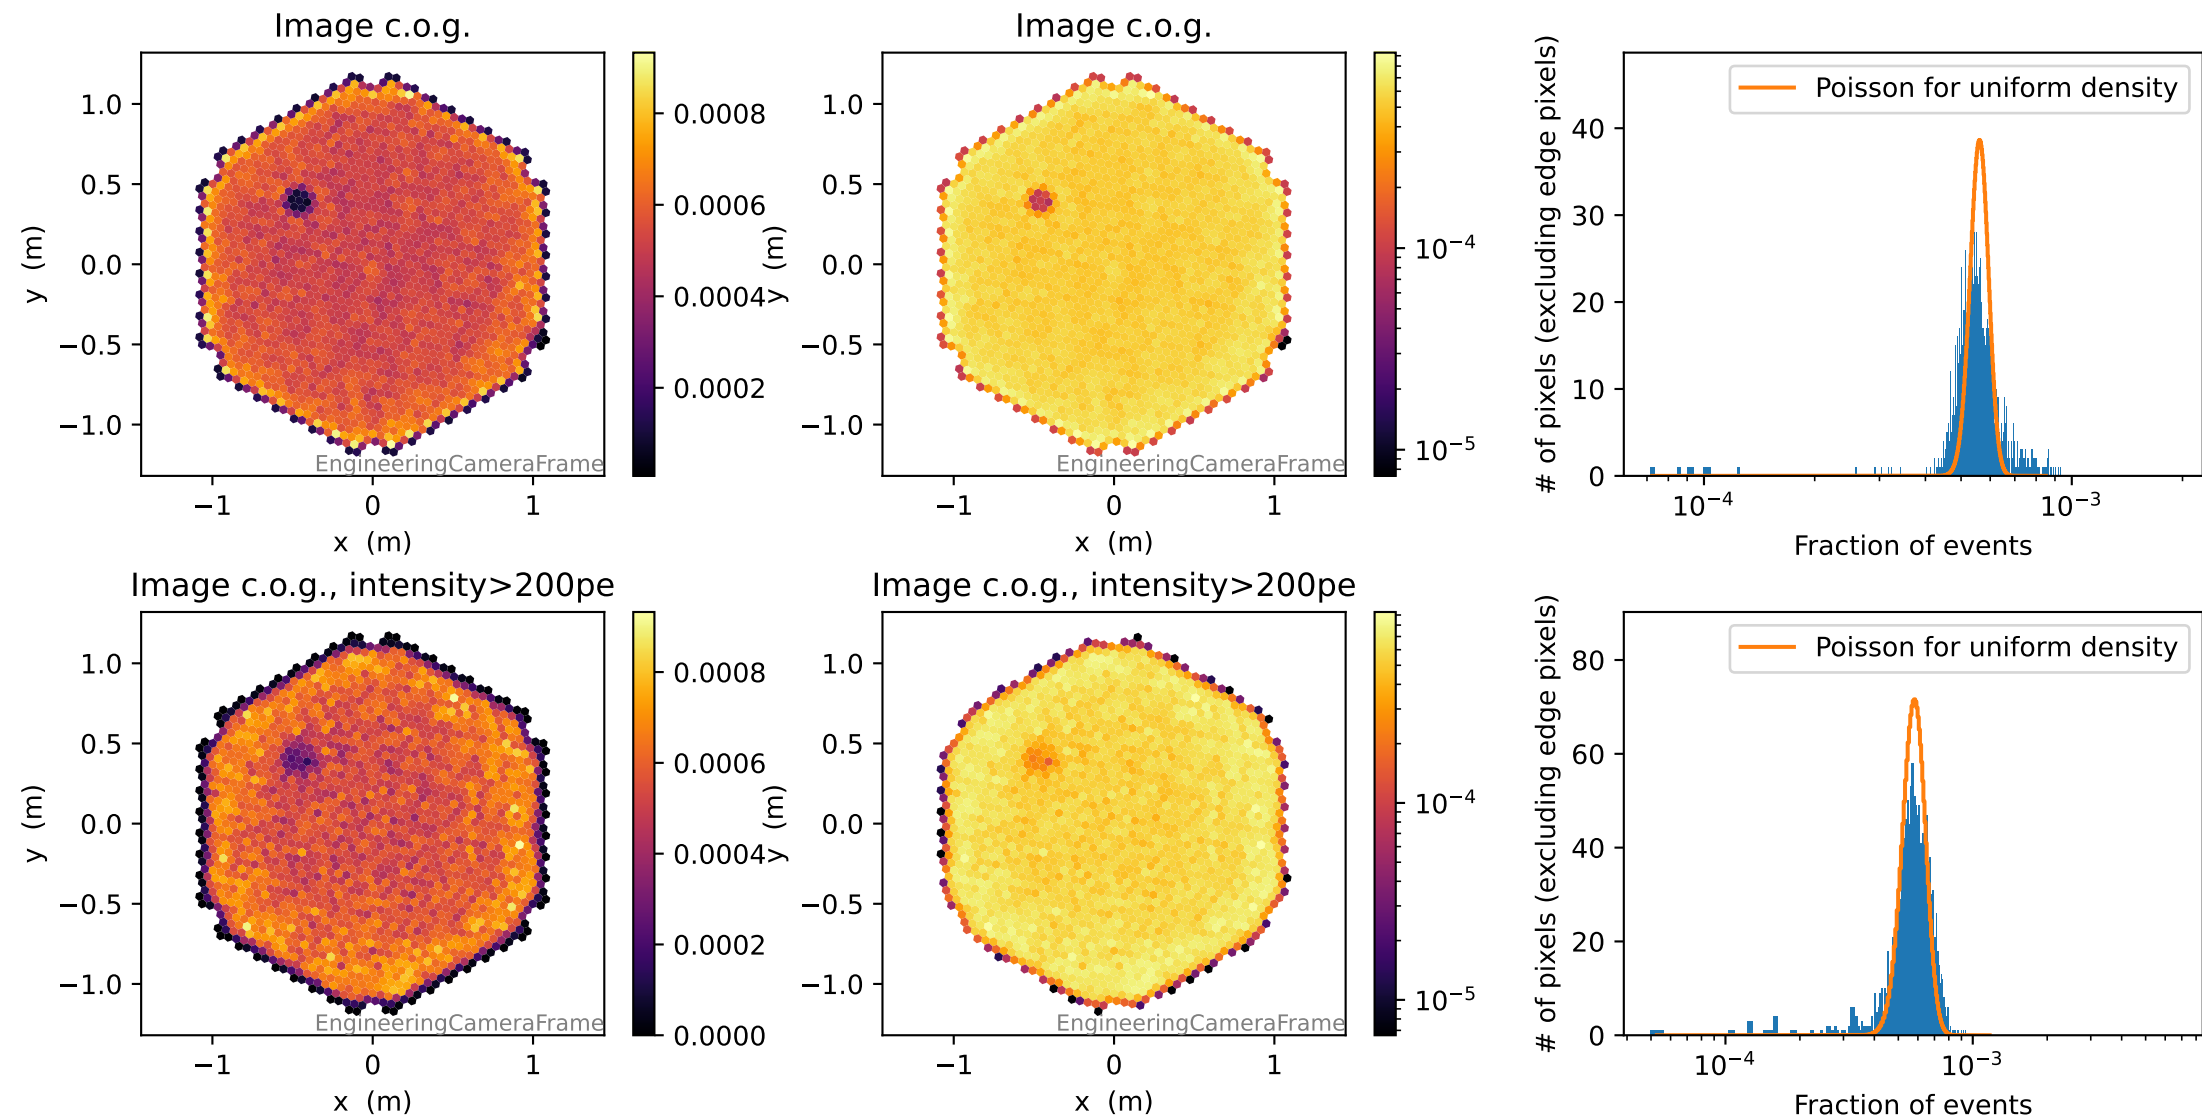 Image c.o.g.
1.0
0.5
0.0
−0.5
−1.0
y (m)
−1
0
1
x (m)
EngineeringCameraFrame
0.0008
0.0006
0.0004
0.0002
Image c.o.g.
1.0
0.5
0.0
−0.5
−1.0
y (m)
−1
0
1
x (m)
EngineeringCameraFrame
10⁻⁴
10⁻⁵
Poisson for uniform density
# of pixels (excluding edge pixels)
40
30
20
10
0
10⁻⁴
10⁻³
Fraction of events
Image c.o.g., intensity>200pe
1.0
0.5
0.0
−0.5
−1.0
y (m)
−1
0
1
x (m)
EngineeringCameraFrame
0.0008
0.0006
0.0004
0.0002
0.0000
Image c.o.g., intensity>200pe
1.0
0.5
0.0
−0.5
−1.0
y (m)
−1
0
1
x (m)
EngineeringCameraFrame
10⁻⁴
10⁻⁵
Poisson for uniform density
# of pixels (excluding edge pixels)
80
60
40
20
0
10⁻⁴
10⁻³
Fraction of events